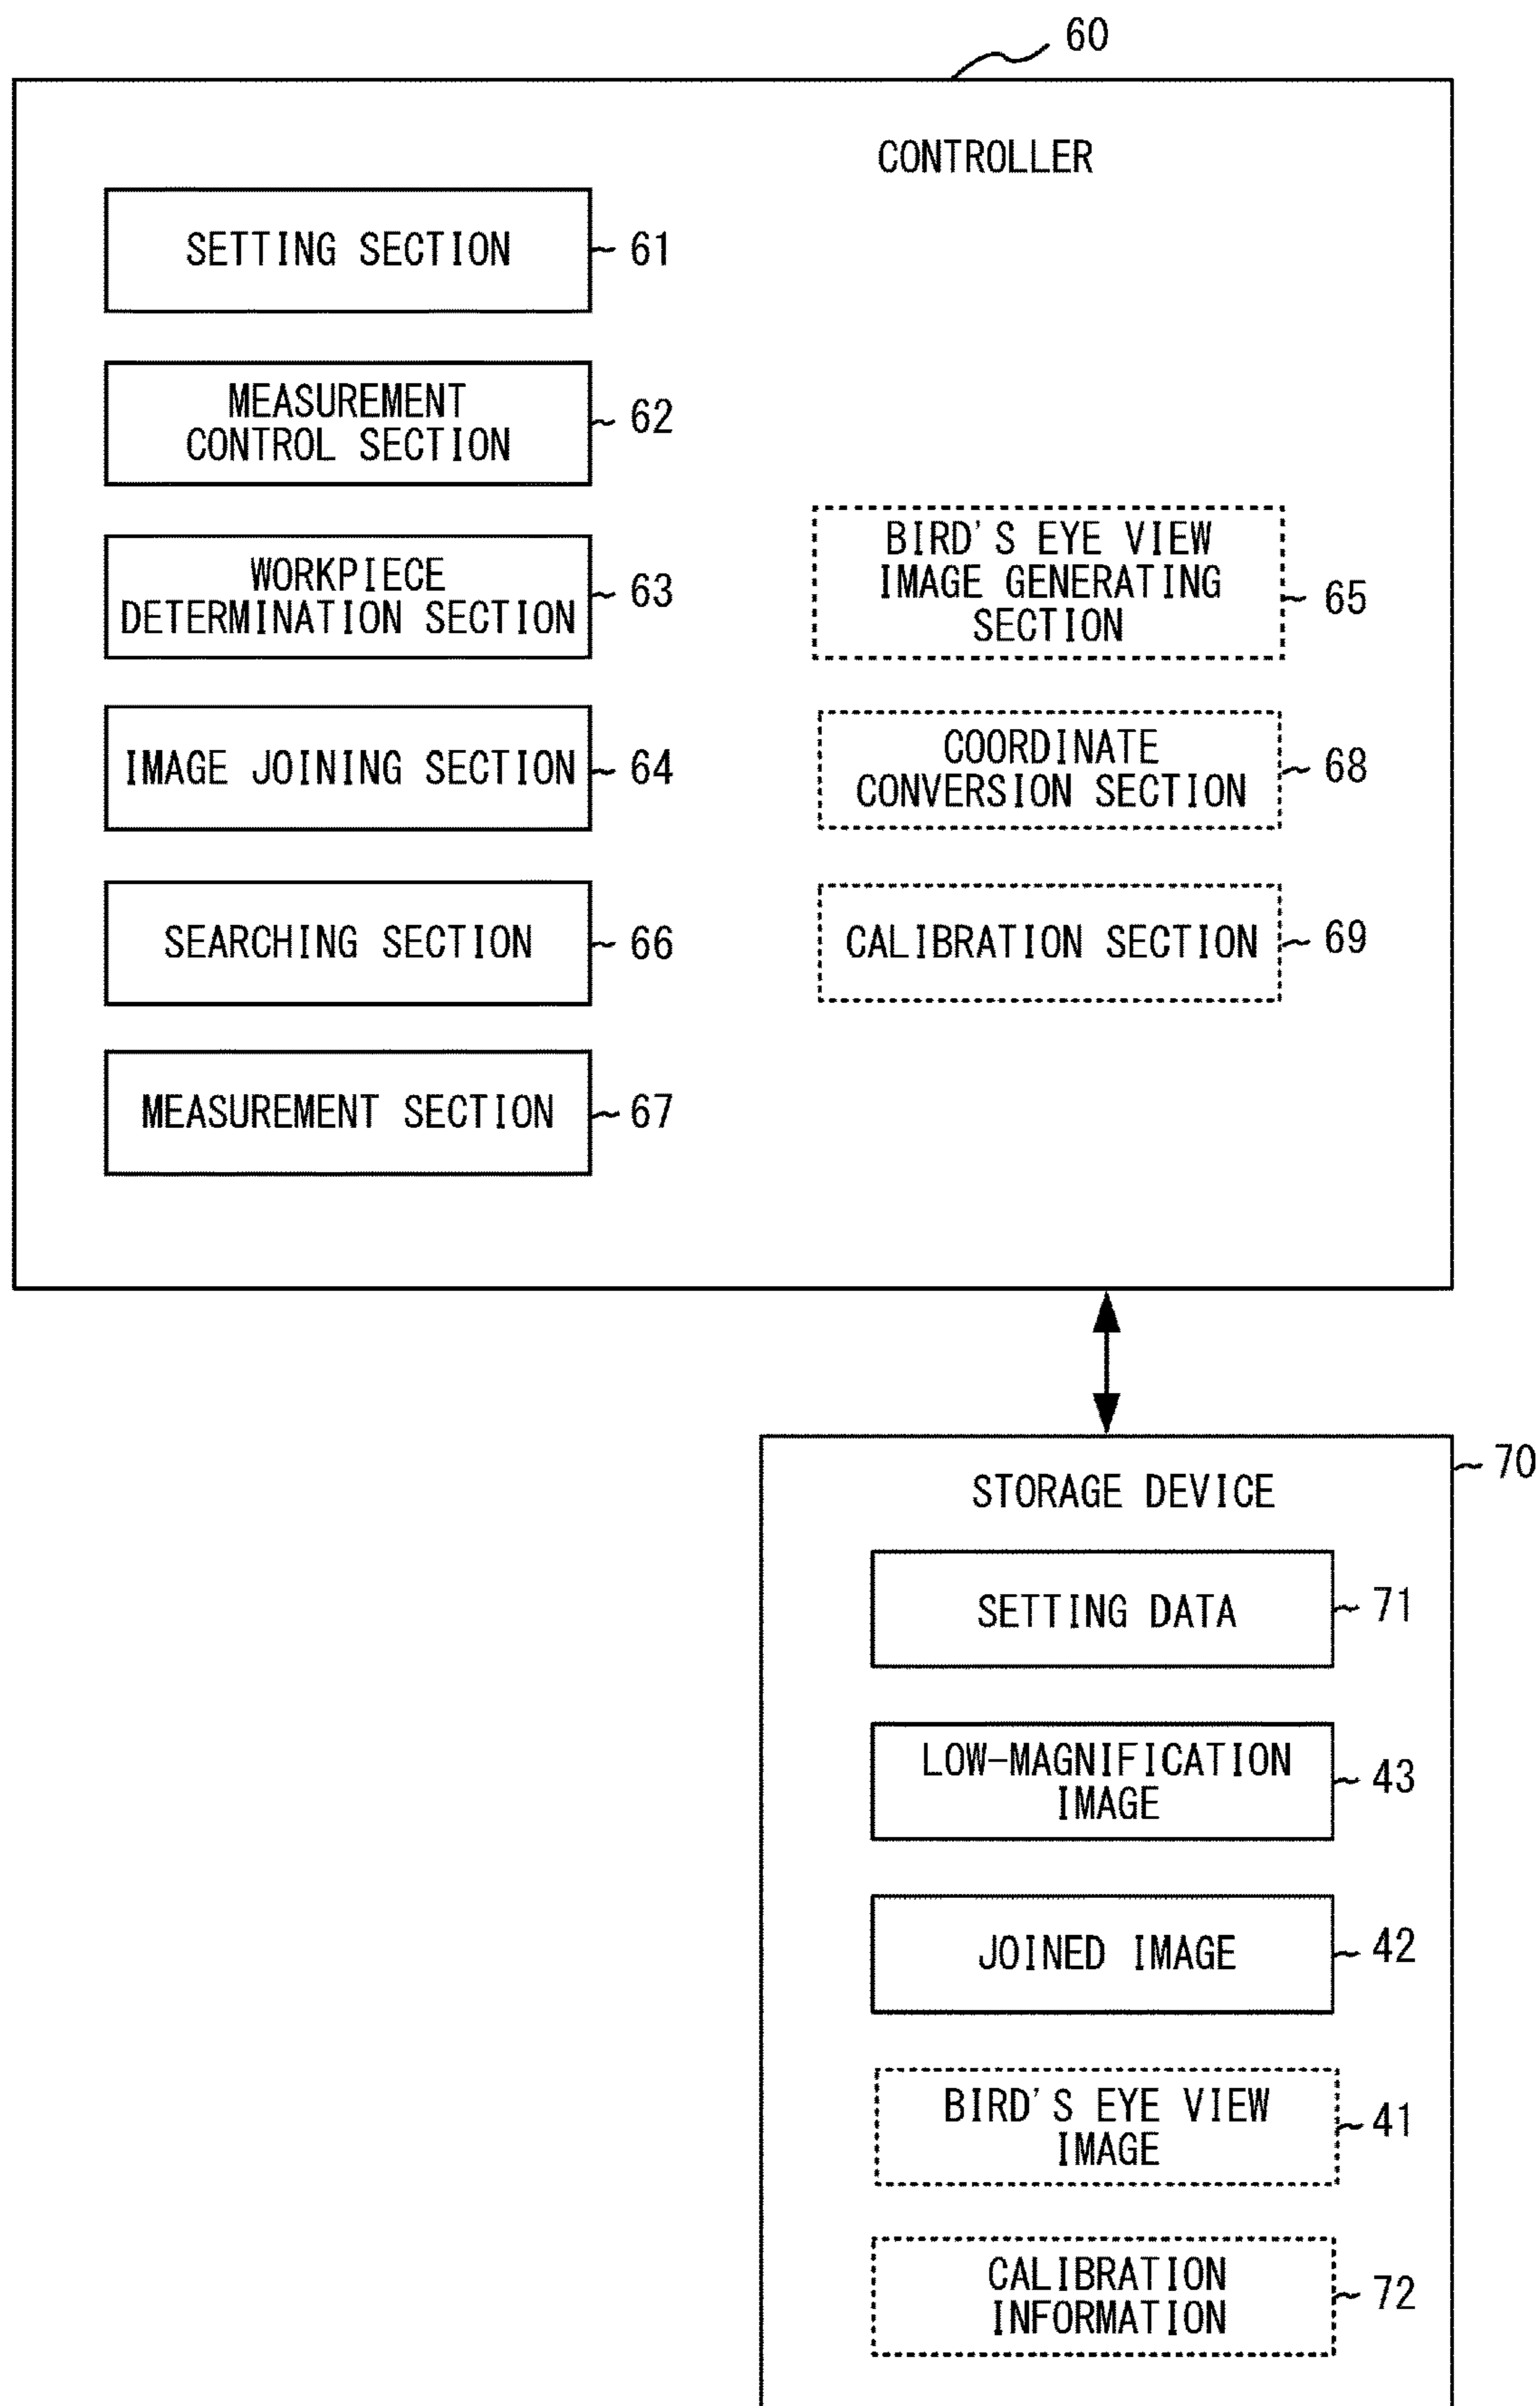 60
CONTROLLER
SETTING SECTION
61
MEASUREMENT
CONTROL SECTION
62
WORKPIECE
DETERMINATION SECTION
63
IMAGE JOINING SECTION
64
SEARCHING SECTION
66
MEASUREMENT SECTION
67
BIRD'S EYE VIEW
IMAGE GENERATING
SECTION
65
COORDINATE
CONVERSION SECTION
68
CALIBRATION SECTION
69
70
STORAGE DEVICE
SETTING DATA
71
LOW-MAGNIFICATION
IMAGE
43
JOINED IMAGE
42
BIRD'S EYE VIEW
IMAGE
41
CALIBRATION
INFORMATION
72